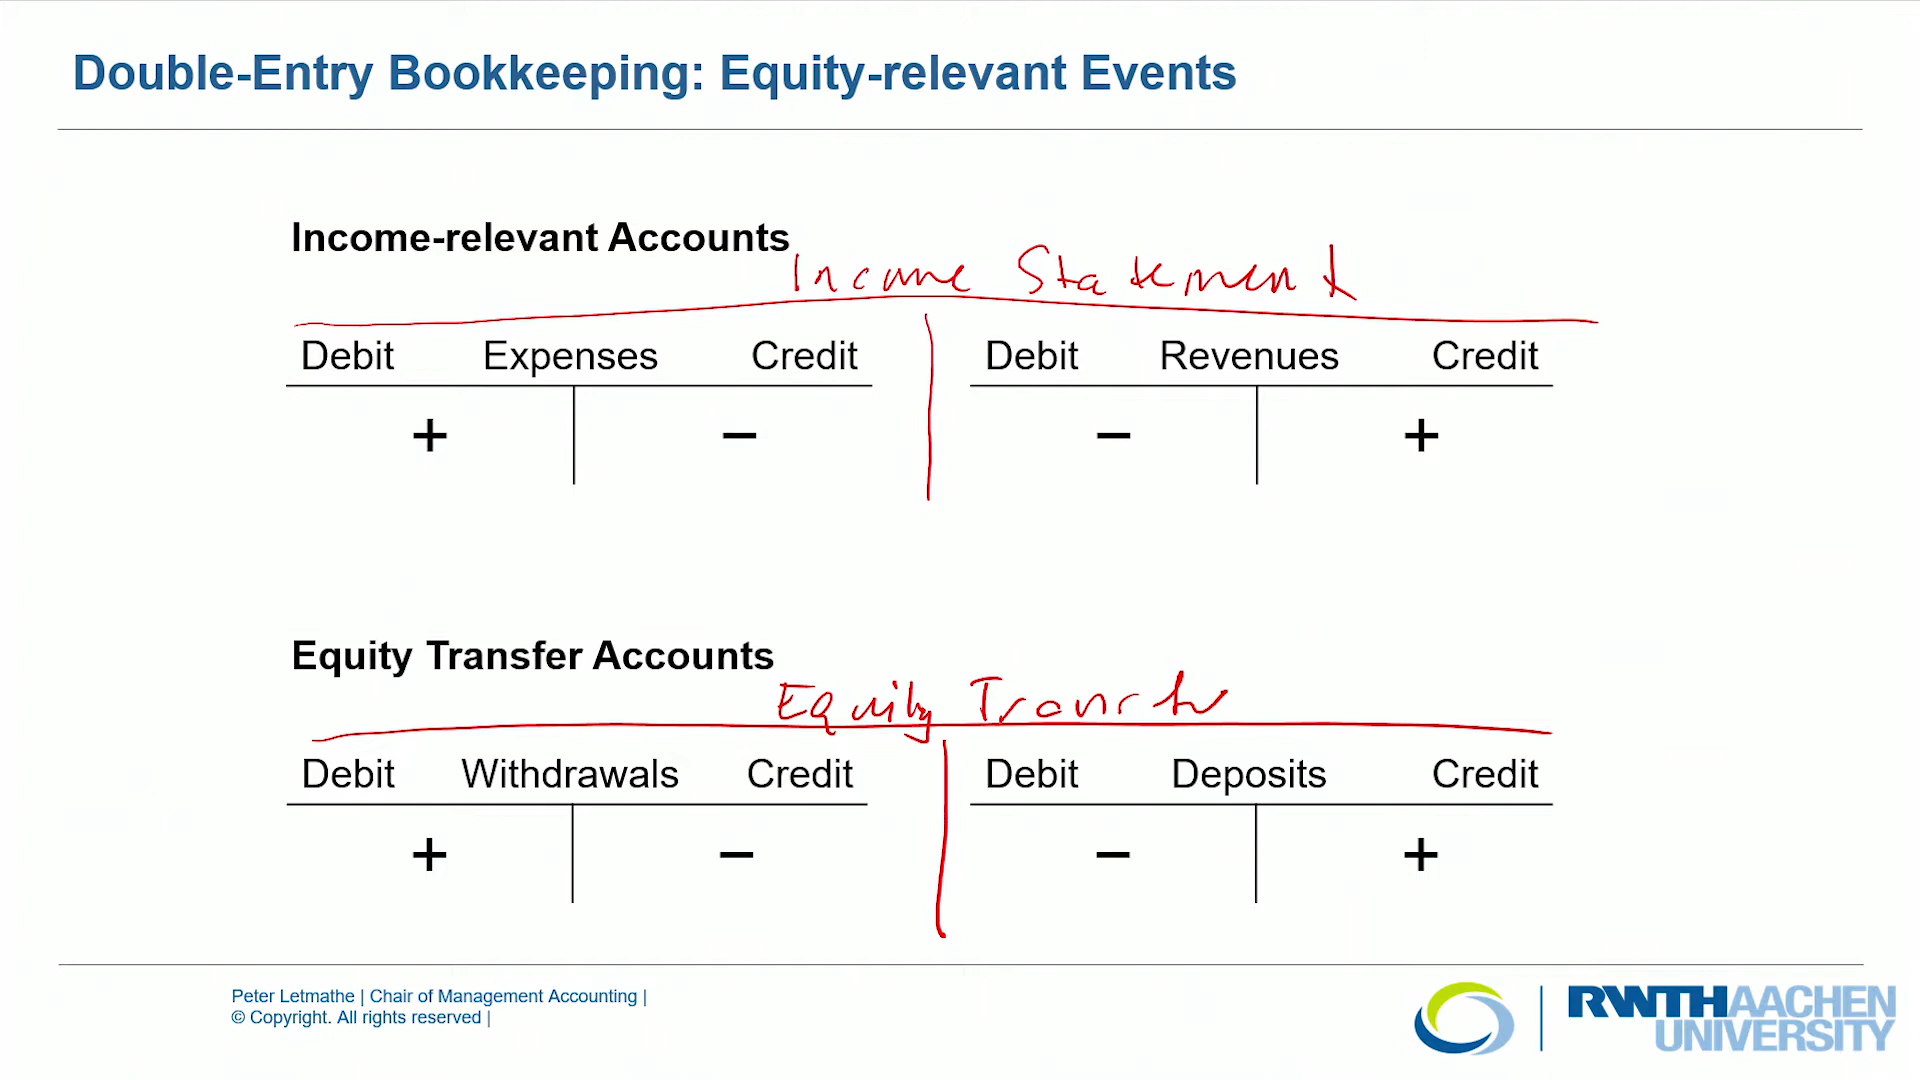 Double-Entry Bookkeeping: Equity-relevant Events
Income-relevant Accounts
Income Statement
Debit Expenses Credit Debit Revenues Credit
+ − − +
Equity Transfer Accounts
Equity
Debit Withdrawals Credit Debit Deposits Credit
+ − − +
Peter Letmathe | Chair of Management Accounting |
© Copyright. All rights reserved |
RWTH AACHEN
UNIVERSITY